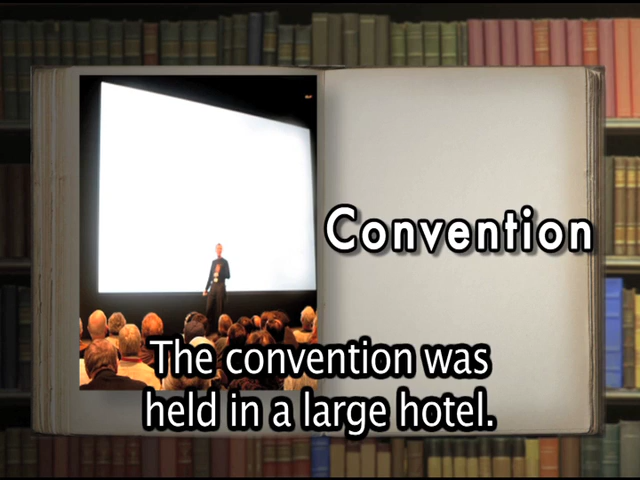 Convention
The convention was
held in a large hotel.